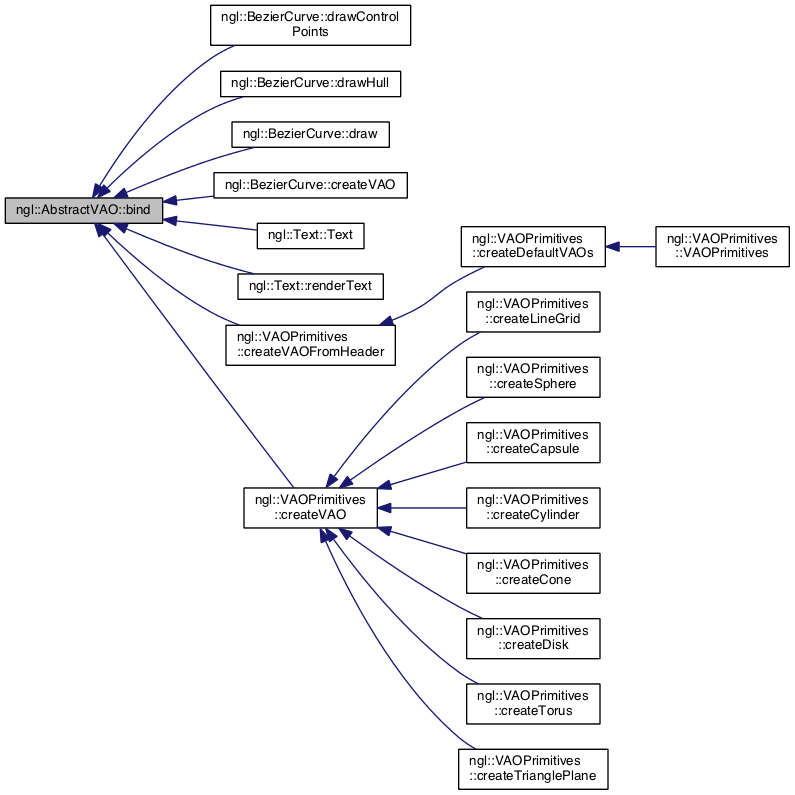 ngl::BezierCurve::drawControl
Points
ngl::BezierCurve::drawHull
ngl::BezierCurve::draw
ngl::BezierCurve::createVAO
ngl::AbstractVAO::bind
ngl::Text::Text
ngl::Text::renderText
ngl::VAOPrimitives
::createVAOFromHeader
ngl::VAOPrimitives
::createDefaultVAOs
ngl::VAOPrimitives
::VAOPrimitives
ngl::VAOPrimitives
::createLineGrid
ngl::VAOPrimitives
::createSphere
ngl::VAOPrimitives
::createCapsule
ngl::VAOPrimitives
::createVAO
ngl::VAOPrimitives
::createCylinder
ngl::VAOPrimitives
::createCone
ngl::VAOPrimitives
::createDisk
ngl::VAOPrimitives
::createTorus
ngl::VAOPrimitives
::createTrianglePlane